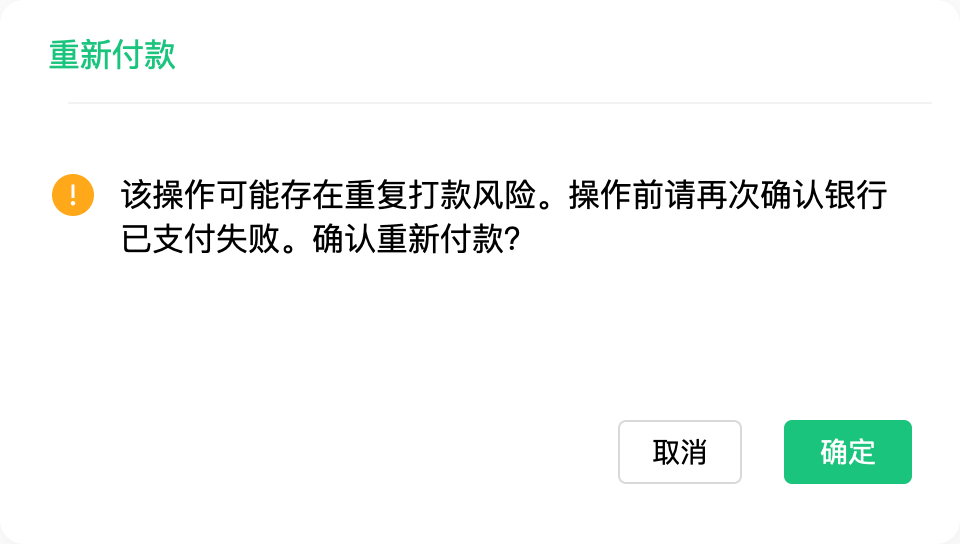 重新付款
该操作可能存在重复打款风险。操作前请再次确认银行
已支付失败。确认重新付款？
取消
确定